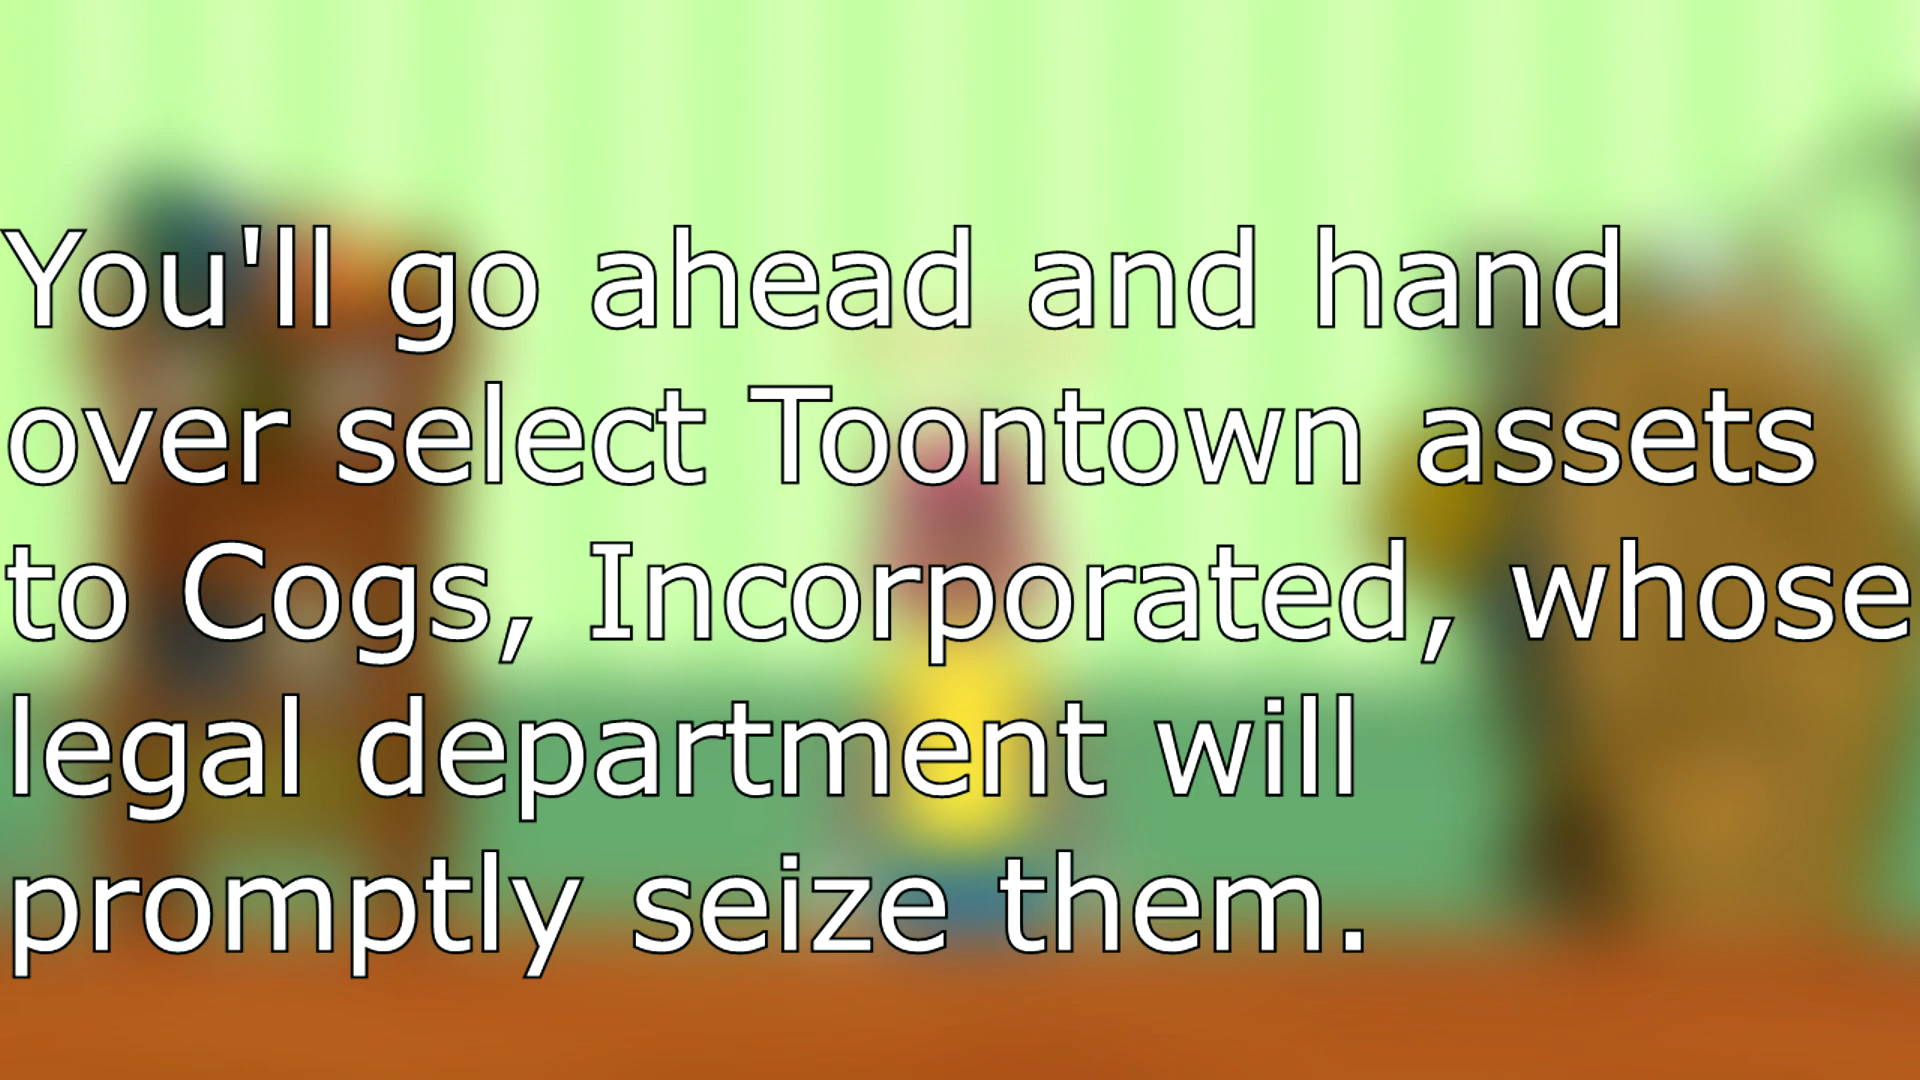 You'll go ahead and hand
over select Toontown assets
to Cogs, Incorporated, whose
legal department will
promptly seize them.